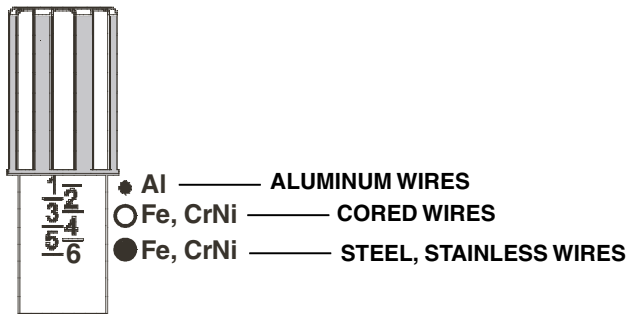 1
2
Al ALUMINUM WIRES
3
Fe, CrNi CORED WIRES
4
5
6
Fe, CrNi STEEL, STAINLESS WIRES